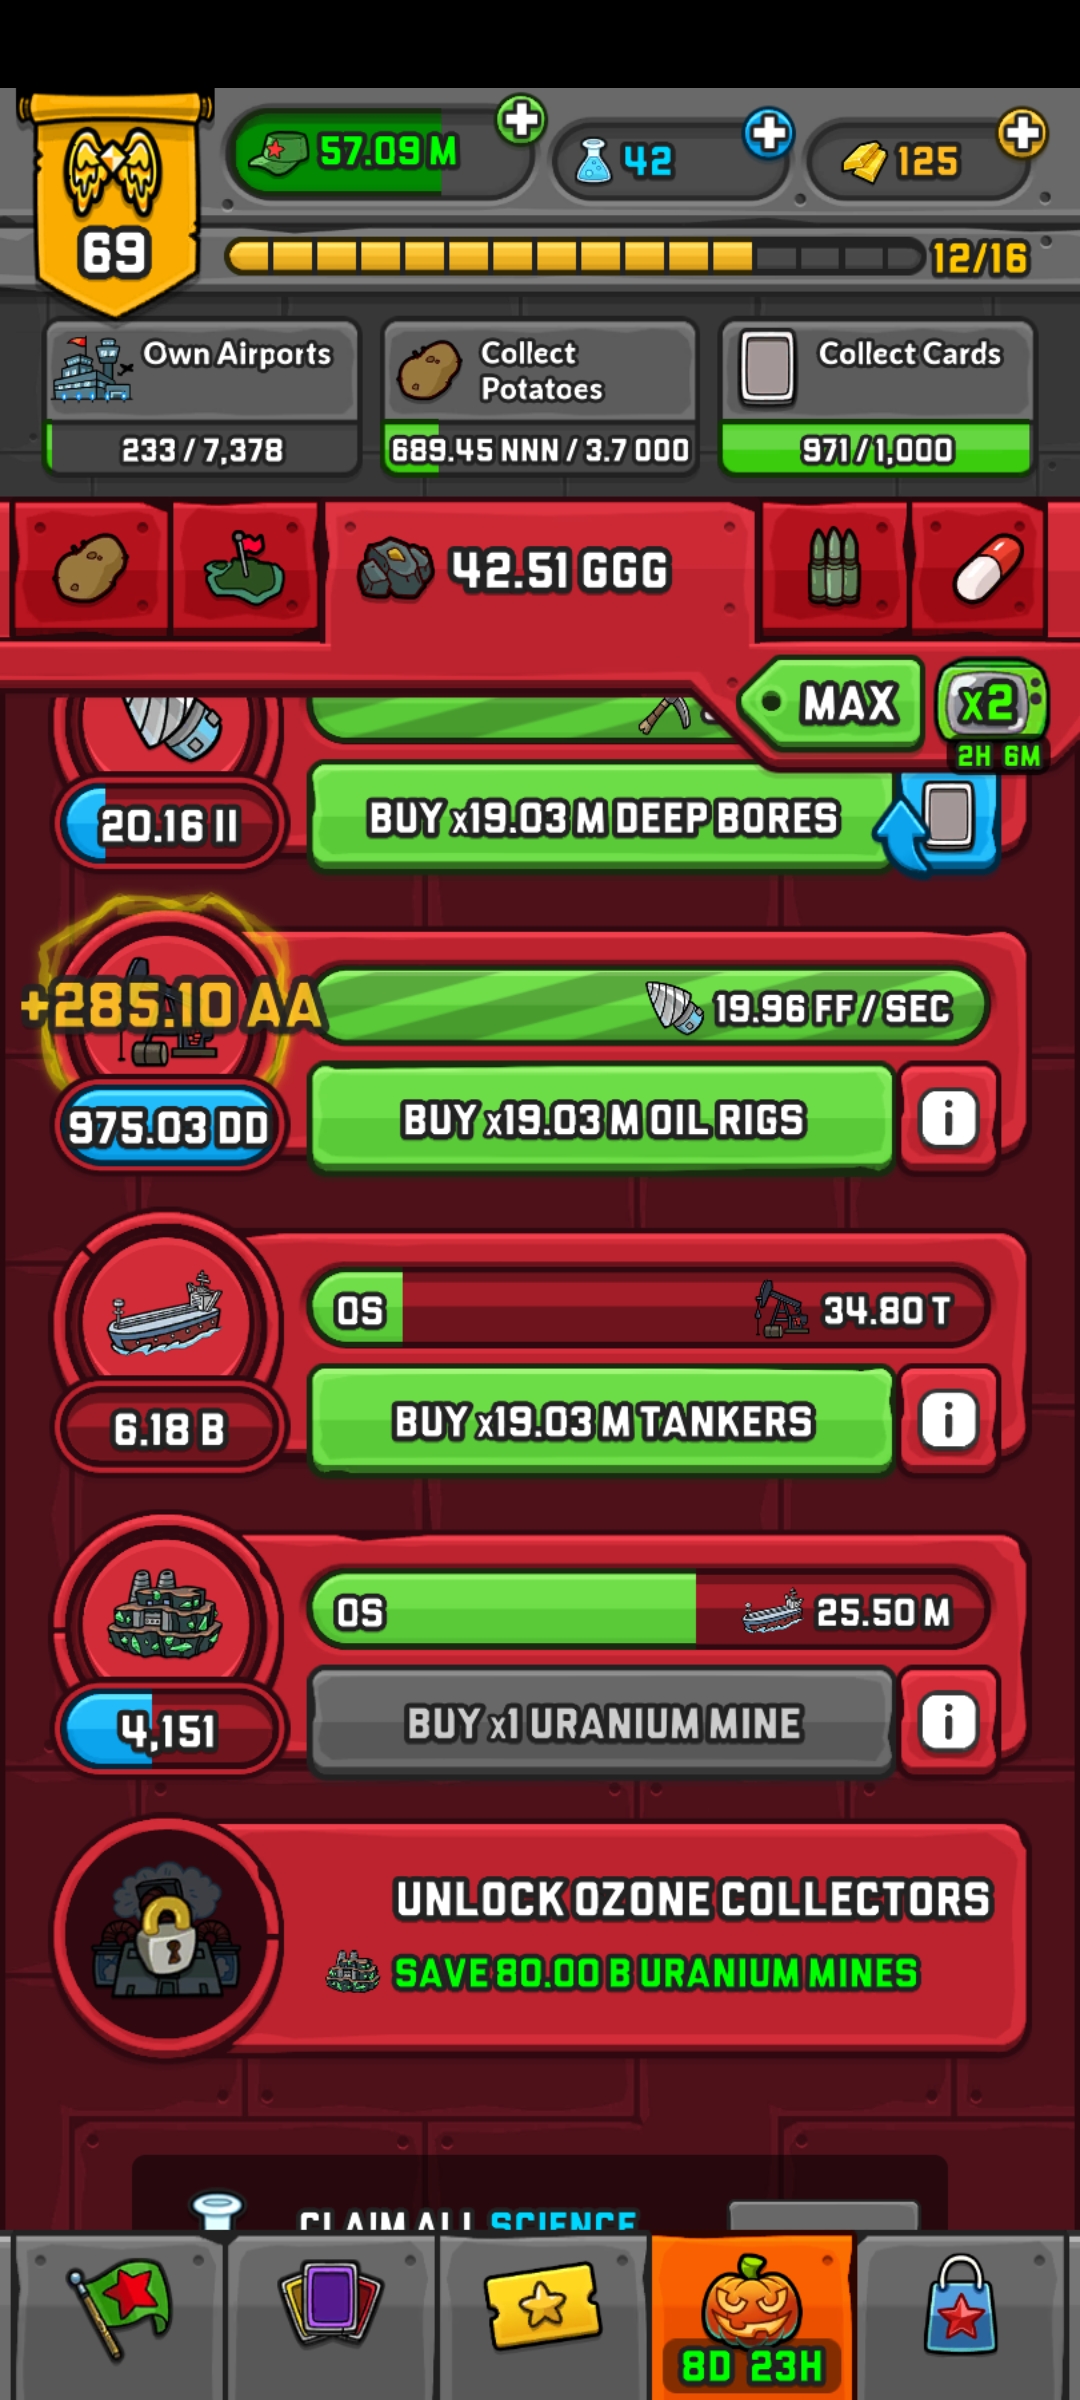 57.09 M
42
125
69
12/16
Own Airports
Collect
Potatoes
Collect Cards
233 / 7,378
689.45 NNN / 3.7 OOO
971 / 1,000
42.51 GGG
MAX
x2
2H 6M
20.16 II
BUY x19.03 M DEEP BORES
+285.10 AA
19.96 FF / SEC
975.03 DD
BUY x19.03 M OIL RIGS
i
0S
34.80 T
6.18 B
BUY x19.03 M TANKERS
i
0S
25.50 M
4,151
BUY x1 URANIUM MINE
i
UNLOCK OZONE COLLECTORS
SAVE 80.00 B URANIUM MINES
CLAIM ALL SCIENCE
8D 23H